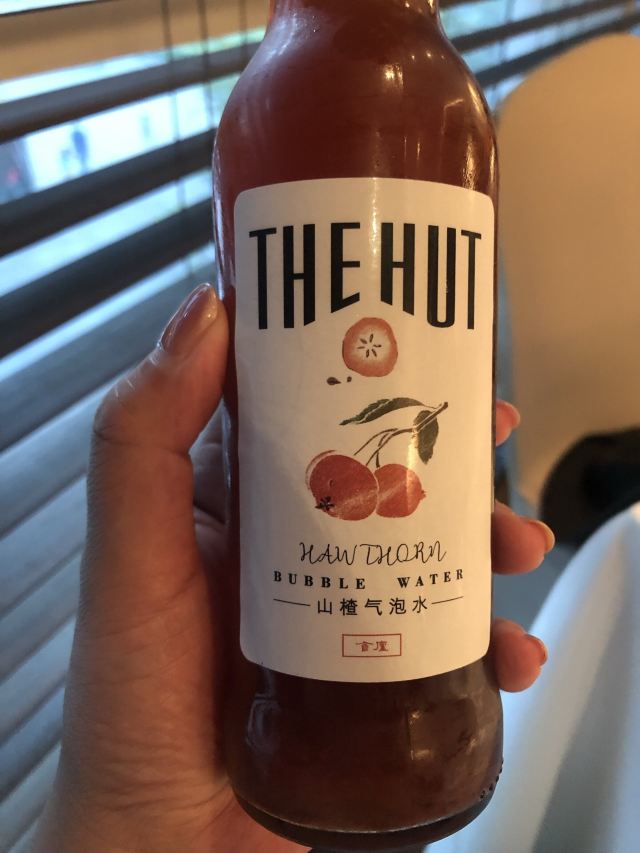 THE HUT
HAWTHORN
BUBBLE WATER
山楂气泡水